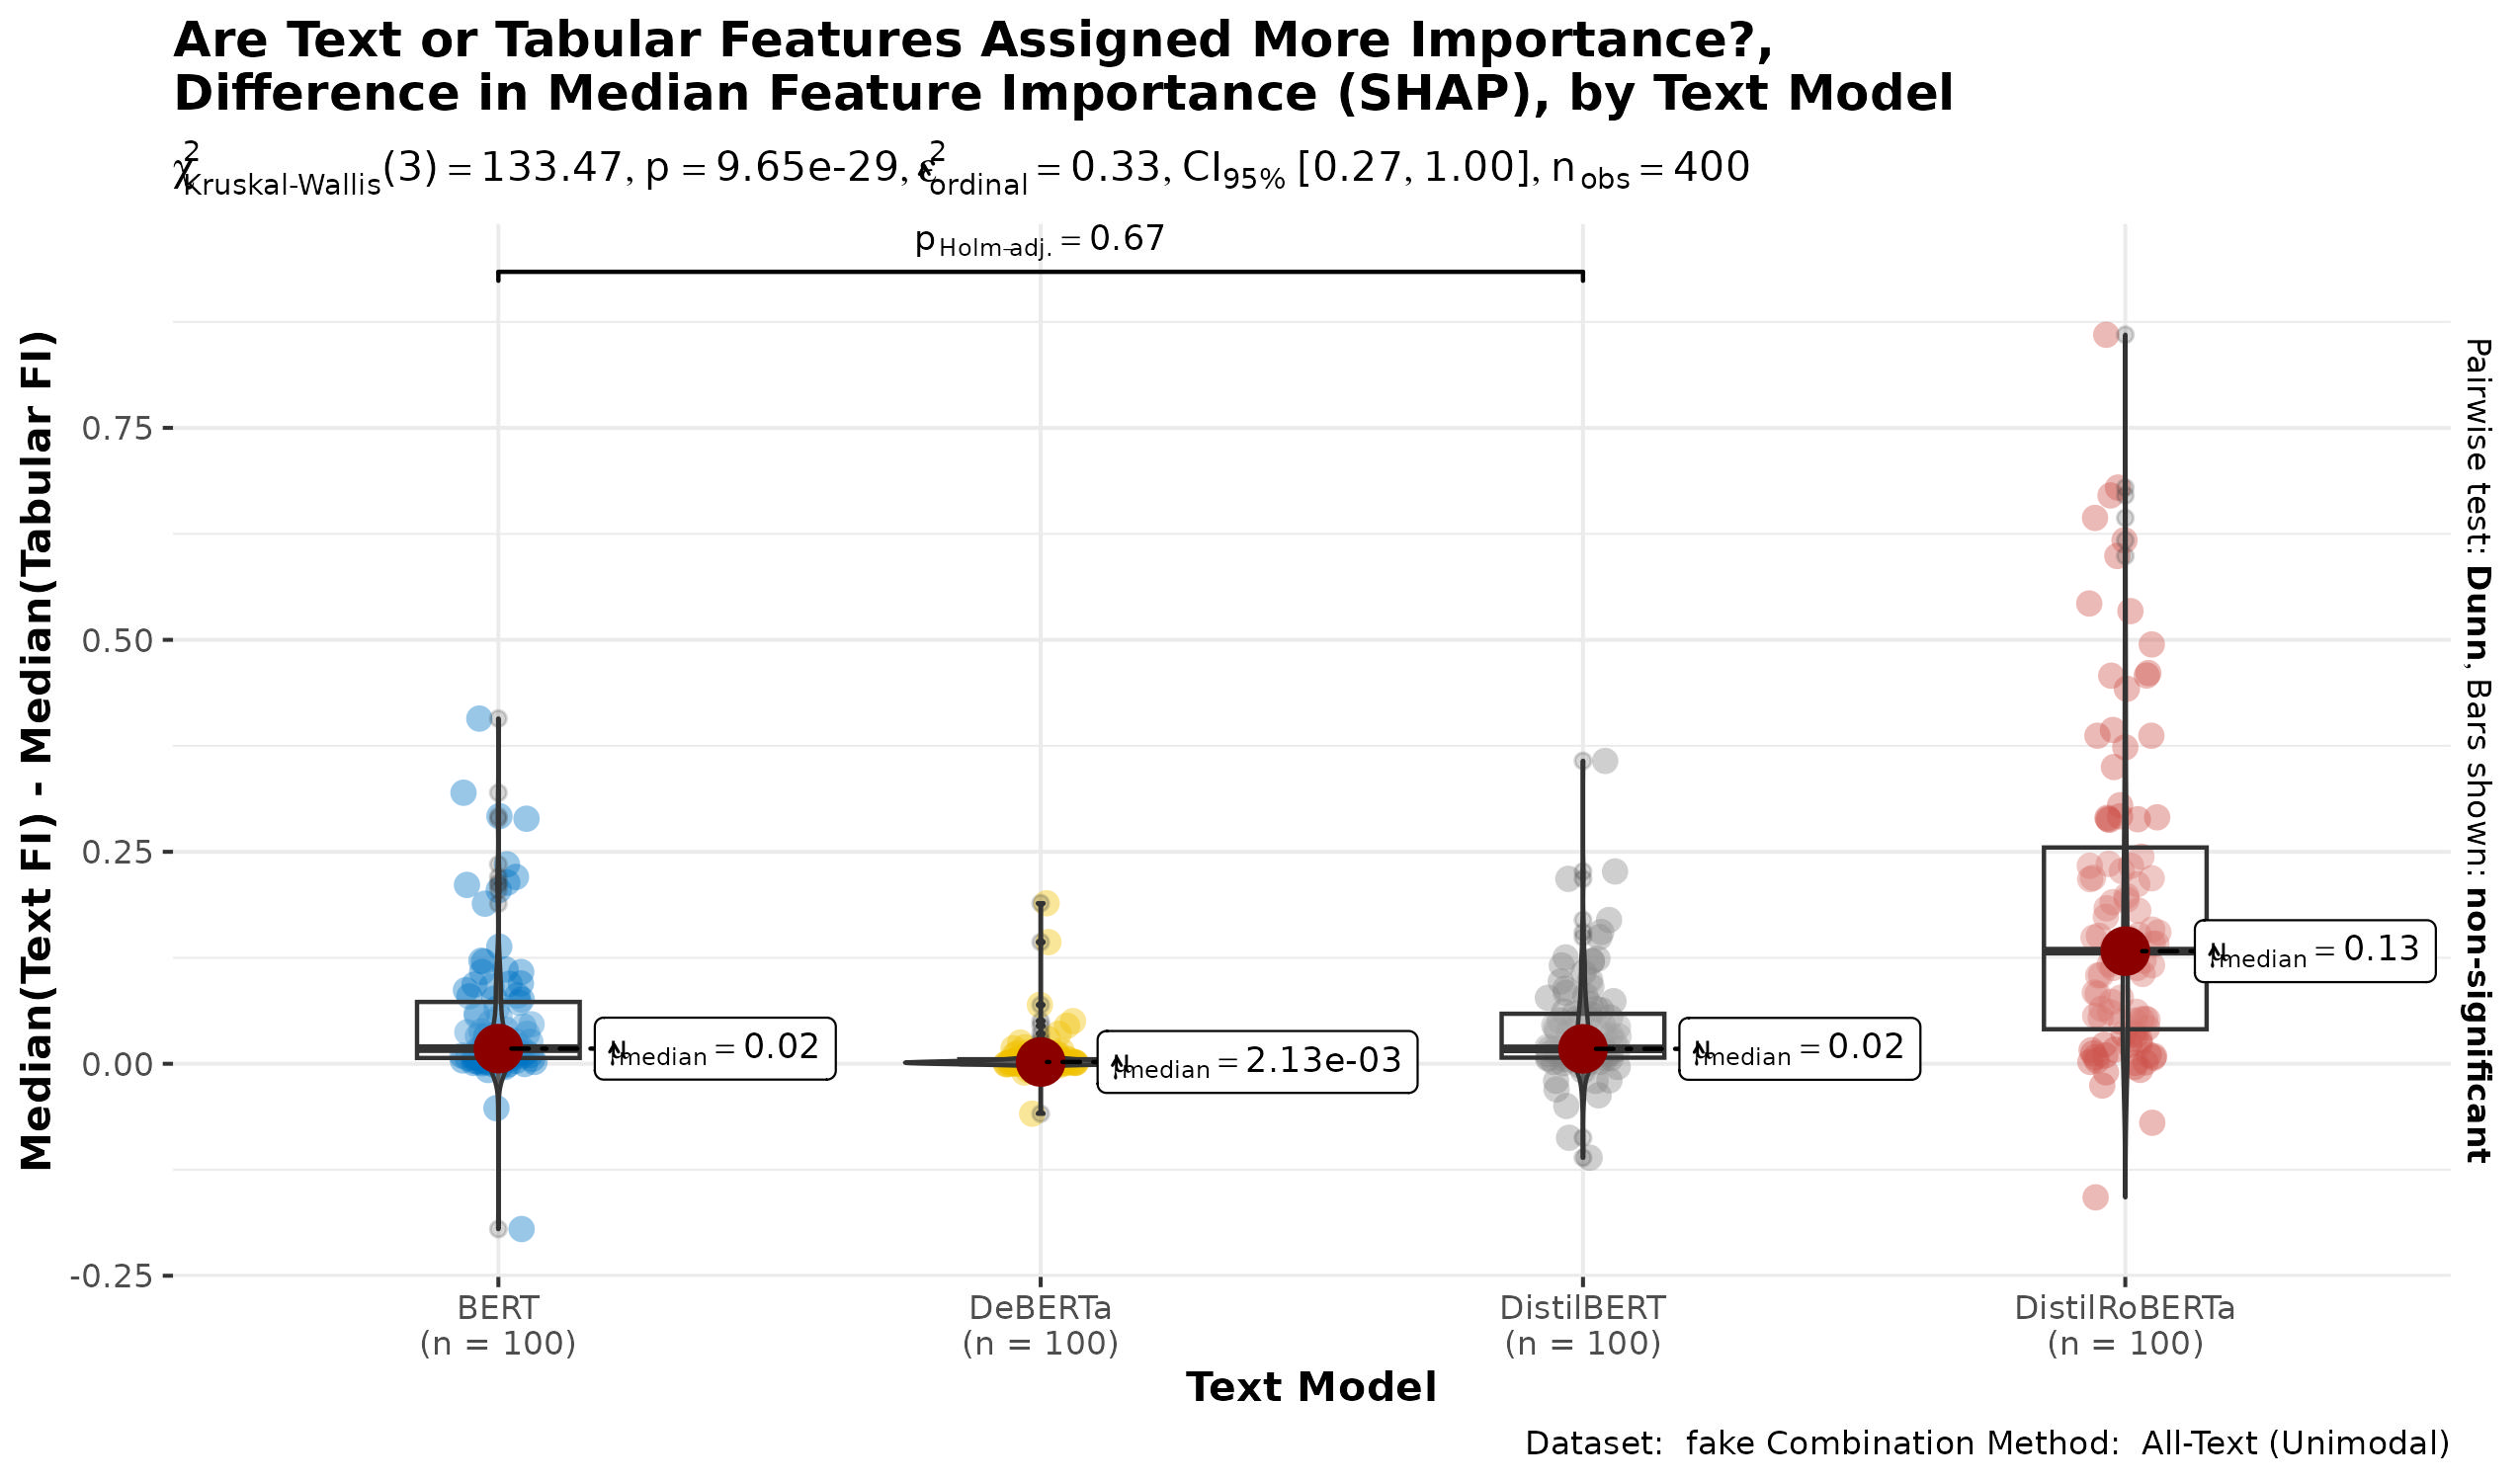 Are Text or Tabular Features Assigned More Importance?,
Difference in Median Feature Importance (SHAP), by Text Model
χ²Kruskal-Wallis(3) = 133.47, p = 9.65e-29, ε̂²ordinal = 0.33, CI95% [0.27, 1.00], nobs = 400
pHolm-adj. = 0.67
Median(Text FI) - Median(Tabular FI)
0.75
0.50
0.25
0.00
-0.25
μ̂median = 0.02
μ̂median = 2.13e-03
μ̂median = 0.02
μ̂median = 0.13
Pairwise test: Dunn, Bars shown: non-significant
BERT
(n = 100)
DeBERTa
(n = 100)
DistilBERT
(n = 100)
DistilRoBERTa
(n = 100)
Text Model
Dataset:  fake Combination Method:  All-Text (Unimodal)